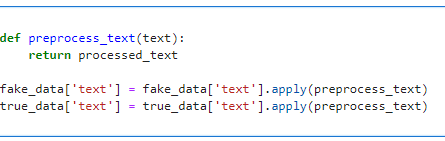 def preprocess_text(text):
    return processed_text
fake_data['text'] = fake_data['text'].apply(preprocess_text)
true_data['text'] = true_data['text'].apply(preprocess_text)